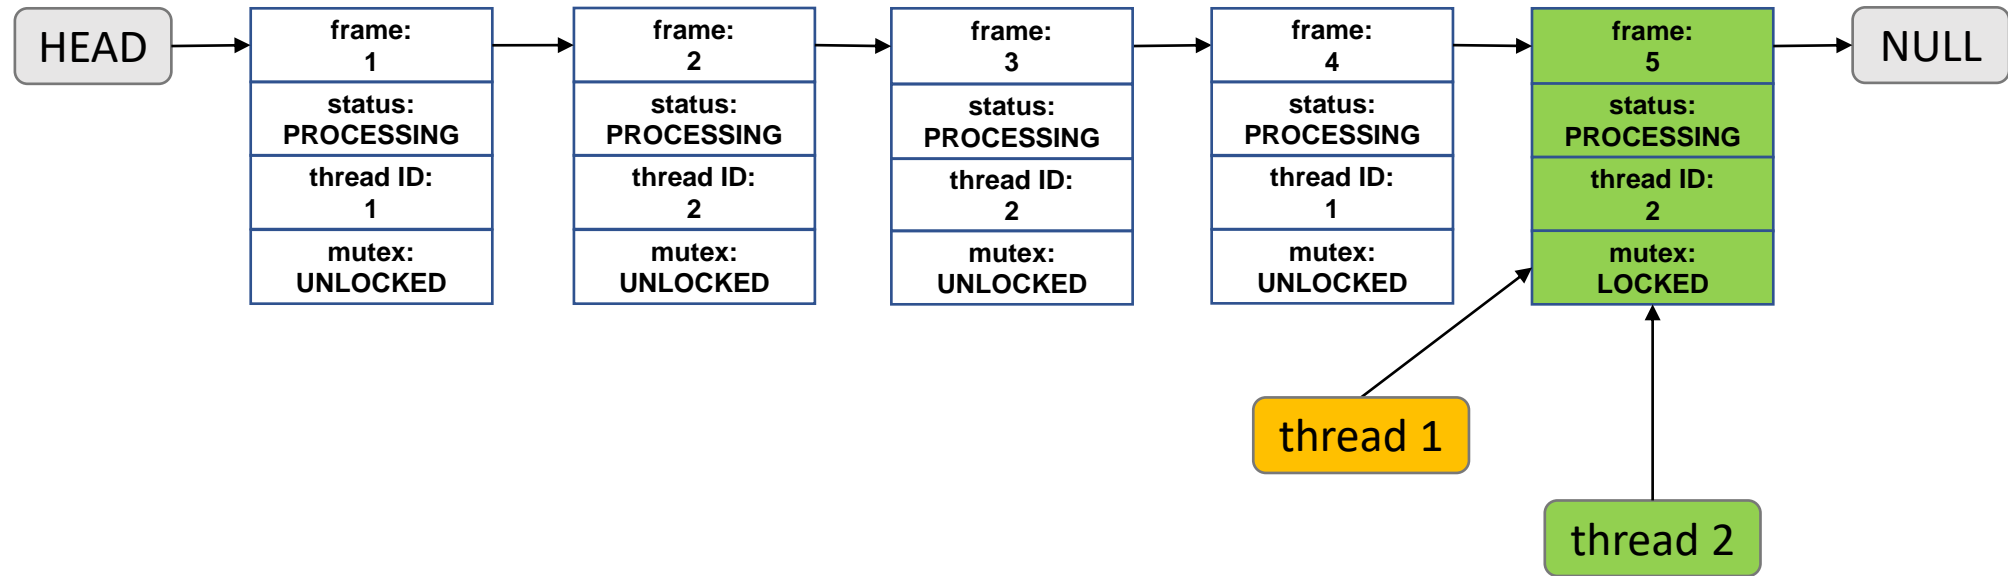 HEAD
frame:
1
status:
PROCESSING
thread ID:
1
mutex:
UNLOCKED
frame:
2
status:
PROCESSING
thread ID:
2
mutex:
UNLOCKED
frame:
3
status:
PROCESSING
thread ID:
2
mutex:
UNLOCKED
frame:
4
status:
PROCESSING
thread ID:
1
mutex:
UNLOCKED
frame:
5
status:
PROCESSING
thread ID:
2
mutex:
LOCKED
NULL
thread 1
thread 2